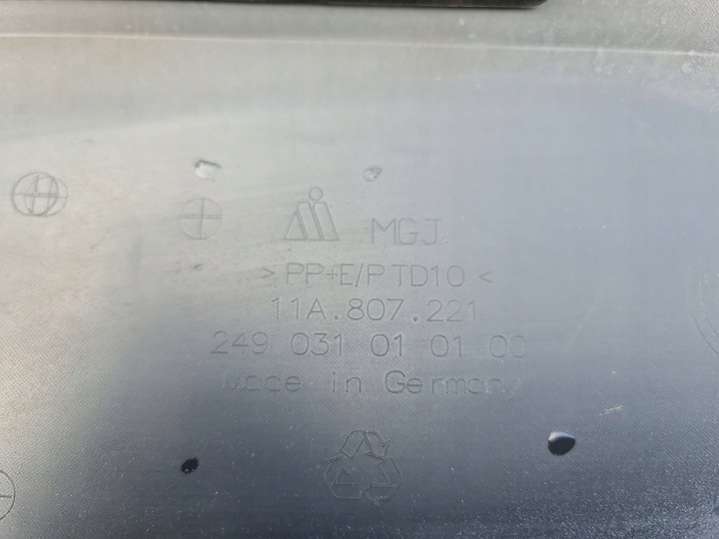 MGJ
>PP+E/P TD10<
11A.807.221
249 031 01 01 00
Made in Germany